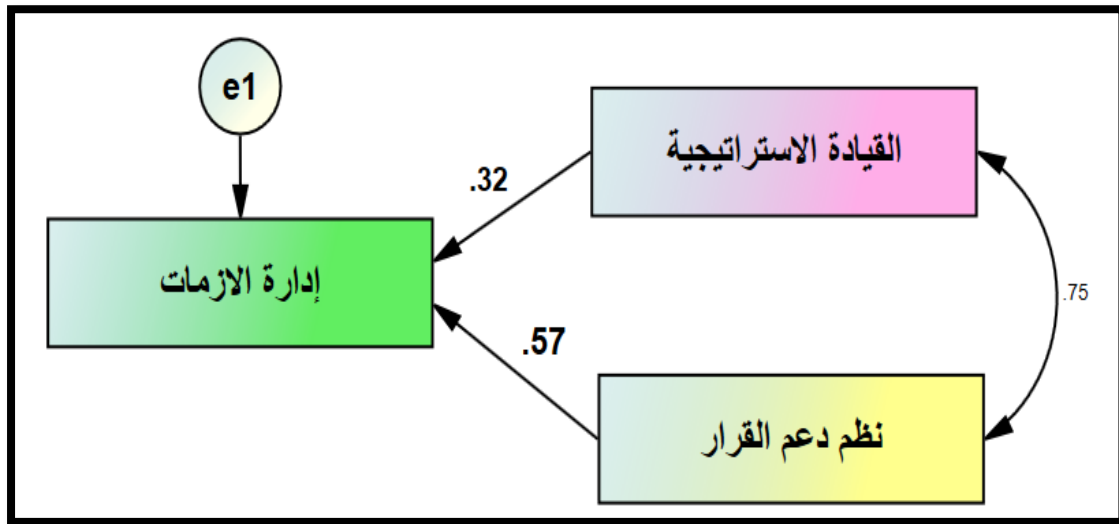 e1
القيادة الاستراتيجية
.32
إدارة الازمات
.75
.57
نظم دعم القرار